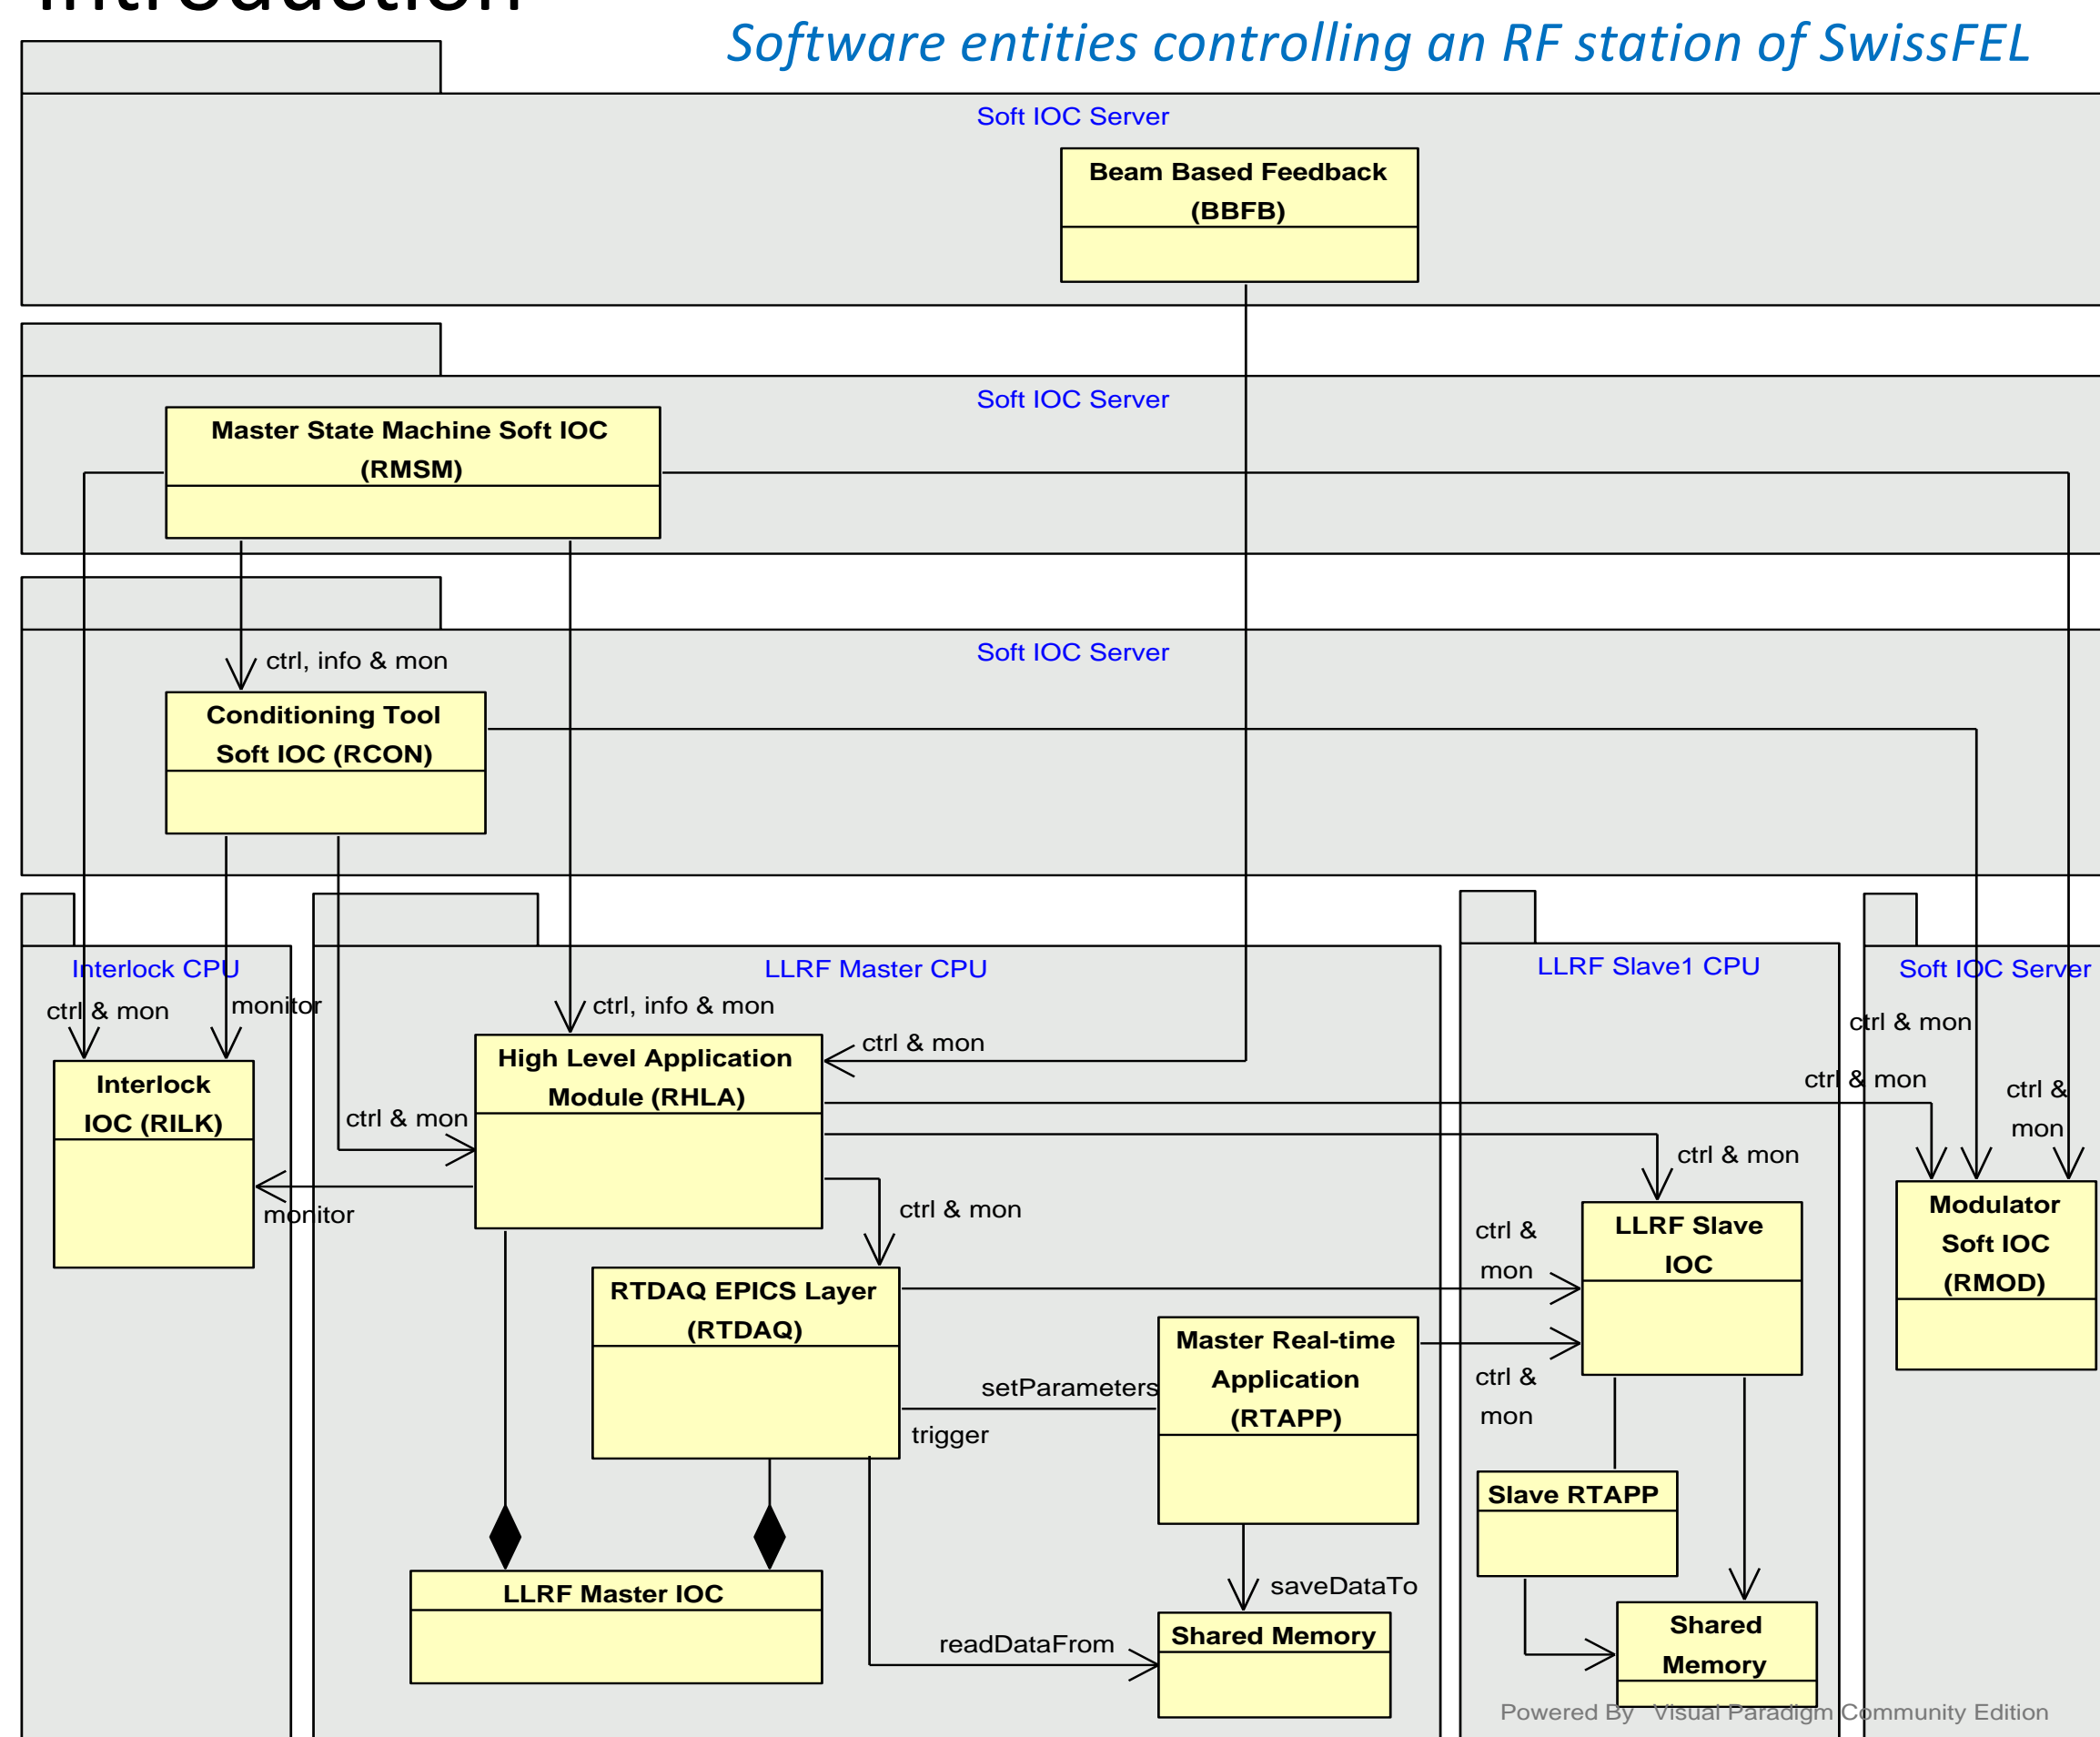 Introduction
Software entities controlling an RF station of SwissFEL
Soft IOC Server
Beam Based Feedback
(BBFB)
Soft IOC Server
Master State Machine Soft IOC
(RMSM)
ctrl, info & mon
Soft IOC Server
Conditioning Tool
Soft IOC (RCON)
Interlock CPU
LLRF Master CPU
LLRF Slave1 CPU
Soft IOC Server
ctrl & mon
monitor
ctrl, info & mon
ctrl & mon
ctrl & mon
ctrl & mon
ctrl &
mon
Interlock
IOC (RILK)
High Level Application
Module (RHLA)
ctrl & mon
monitor
ctrl & mon
ctrl & mon
Modulator
Soft IOC
(RMOD)
LLRF Slave
IOC
ctrl &
mon
RTDAQ EPICS Layer
(RTDAQ)
Master Real-time
Application
(RTAPP)
setParameters
trigger
ctrl &
mon
Slave RTAPP
LLRF Master IOC
saveDataTo
readDataFrom
Shared Memory
Shared
Memory
Powered By Visual Paradigm Community Edition